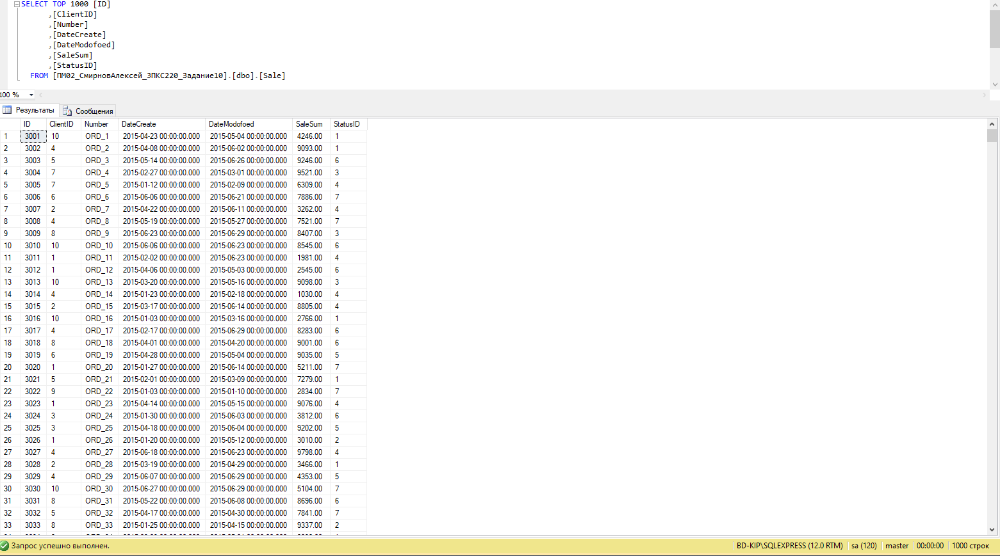 SELECT TOP 1000 [ID]
,[ClientID]
,[Number]
,[DateCreate]
,[DateModofoed]
,[SaleSum]
,[StatusID]
FROM [ПМ02_СмирновАлексей_3ПКС220_Задание10].[dbo].[Sale]
100 %
Результаты Сообщения
ID ClientID Number DateCreate DateModofoed SaleSum StatusID
1 3001 10 ORD_1 2015-04-23 00:00:00.000 2015-05-04 00:00:00.000 4246.00 1
2 3002 4 ORD_2 2015-04-08 00:00:00.000 2015-06-02 00:00:00.000 9093.00 1
3 3003 5 ORD_3 2015-05-14 00:00:00.000 2015-06-26 00:00:00.000 9246.00 6
4 3004 7 ORD_4 2015-02-27 00:00:00.000 2015-03-01 00:00:00.000 9521.00 3
5 3005 7 ORD_5 2015-01-12 00:00:00.000 2015-02-09 00:00:00.000 6309.00 4
6 3006 6 ORD_6 2015-06-06 00:00:00.000 2015-06-21 00:00:00.000 7886.00 7
7 3007 2 ORD_7 2015-04-22 00:00:00.000 2015-06-11 00:00:00.000 3262.00 4
8 3008 4 ORD_8 2015-05-19 00:00:00.000 2015-05-27 00:00:00.000 7521.00 7
9 3009 8 ORD_9 2015-06-23 00:00:00.000 2015-06-29 00:00:00.000 8407.00 3
10 3010 10 ORD_10 2015-06-06 00:00:00.000 2015-06-23 00:00:00.000 8545.00 6
11 3011 1 ORD_11 2015-02-02 00:00:00.000 2015-06-23 00:00:00.000 1981.00 4
12 3012 1 ORD_12 2015-04-06 00:00:00.000 2015-05-03 00:00:00.000 2545.00 6
13 3013 10 ORD_13 2015-03-20 00:00:00.000 2015-05-16 00:00:00.000 9098.00 3
14 3014 4 ORD_14 2015-01-23 00:00:00.000 2015-02-18 00:00:00.000 1030.00 4
15 3015 2 ORD_15 2015-03-17 00:00:00.000 2015-06-14 00:00:00.000 8805.00 4
16 3016 10 ORD_16 2015-01-03 00:00:00.000 2015-03-16 00:00:00.000 2766.00 1
17 3017 4 ORD_17 2015-02-17 00:00:00.000 2015-06-29 00:00:00.000 8283.00 6
18 3018 8 ORD_18 2015-04-01 00:00:00.000 2015-04-20 00:00:00.000 9001.00 6
19 3019 6 ORD_19 2015-04-28 00:00:00.000 2015-05-04 00:00:00.000 9035.00 5
20 3020 1 ORD_20 2015-01-27 00:00:00.000 2015-06-14 00:00:00.000 5211.00 7
21 3021 5 ORD_21 2015-02-01 00:00:00.000 2015-03-09 00:00:00.000 7279.00 1
22 3022 9 ORD_22 2015-01-03 00:00:00.000 2015-01-10 00:00:00.000 2834.00 7
23 3023 1 ORD_23 2015-04-14 00:00:00.000 2015-05-15 00:00:00.000 9076.00 4
24 3024 3 ORD_24 2015-01-30 00:00:00.000 2015-06-03 00:00:00.000 3812.00 6
25 3025 3 ORD_25 2015-04-18 00:00:00.000 2015-06-04 00:00:00.000 9202.00 5
26 3026 1 ORD_26 2015-01-20 00:00:00.000 2015-05-12 00:00:00.000 3010.00 2
27 3027 4 ORD_27 2015-06-18 00:00:00.000 2015-06-23 00:00:00.000 9798.00 4
28 3028 2 ORD_28 2015-03-19 00:00:00.000 2015-04-29 00:00:00.000 3466.00 1
29 3029 4 ORD_29 2015-06-07 00:00:00.000 2015-06-29 00:00:00.000 4353.00 5
30 3030 10 ORD_30 2015-06-27 00:00:00.000 2015-06-29 00:00:00.000 5104.00 7
31 3031 8 ORD_31 2015-05-22 00:00:00.000 2015-06-08 00:00:00.000 8696.00 6
32 3032 5 ORD_32 2015-04-17 00:00:00.000 2015-04-30 00:00:00.000 7841.00 7
33 3033 8 ORD_33 2015-01-25 00:00:00.000 2015-04-15 00:00:00.000 9337.00 2
Запрос успешно выполнен. BD-KIP\SQLEXPRESS (12.0 RTM) sa (120) master 00:00:00 1000 строк